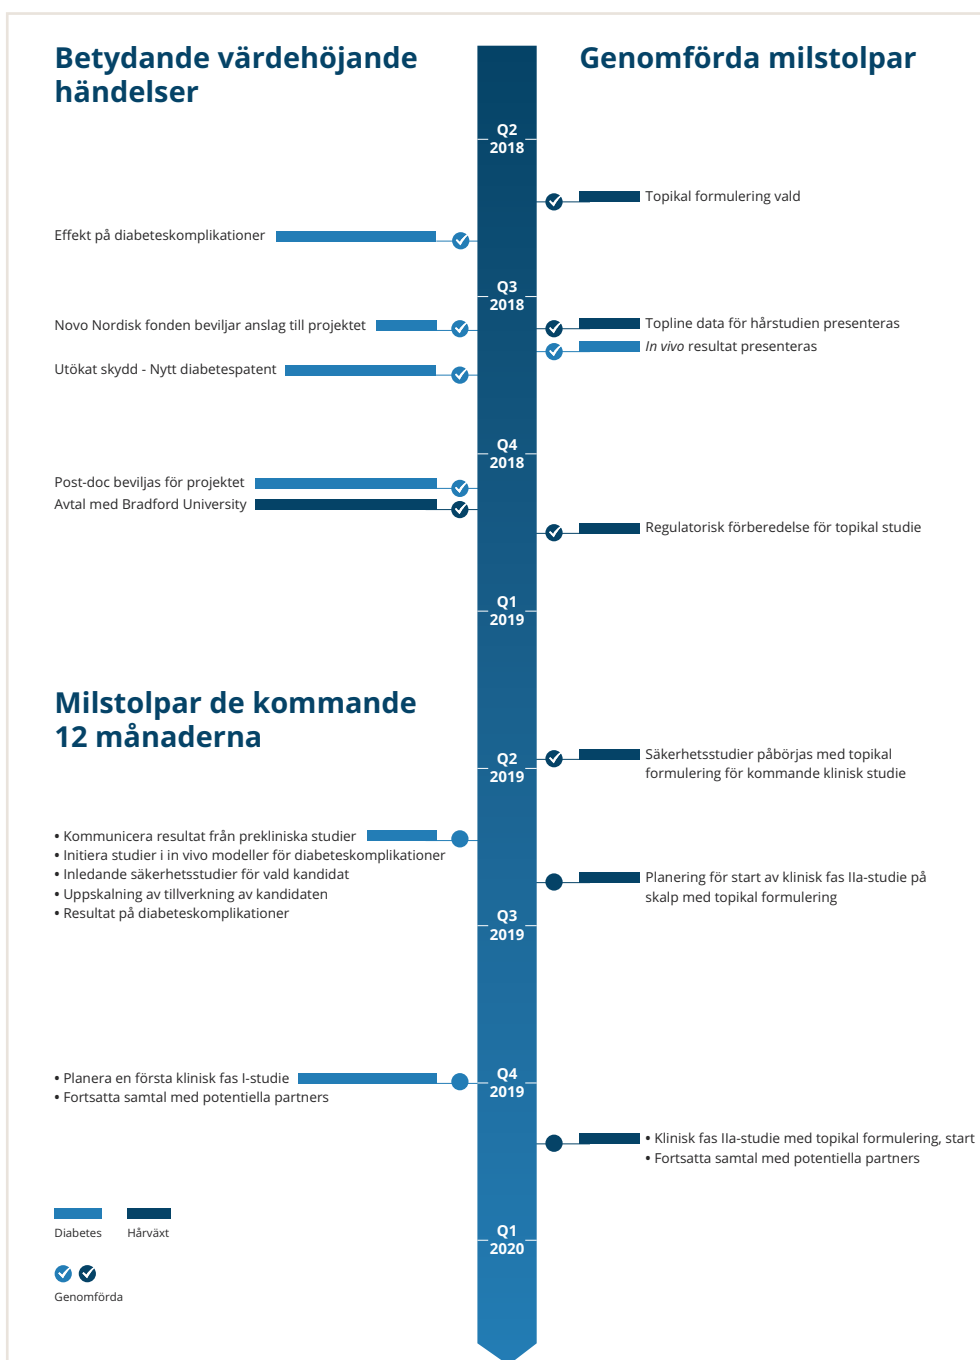 Betydande värdehöjande
händelser
Genomförda milstolpar
Q2
2018
Topikal formulering vald
Effekt på diabeteskomplikationer
Q3
2018
Novo Nordisk fonden beviljar anslag till projektet
Topline data för hårstudien presenteras
In vivo resultat presenteras
Utökat skydd - Nytt diabetespatent
Q4
2018
Post-doc beviljas för projektet
Avtal med Bradford University
Regulatorisk förberedelse för topikal studie
Q1
2019
Milstolpar de kommande
12 månaderna
Säkerhetsstudier påbörjas med topikal
formulering för kommande klinisk studie
Q2
2019
• Kommunicera resultat från prekliniska studier
• Initiera studier i in vivo modeller för diabeteskomplikationer
• Inledande säkerhetsstudier för vald kandidat
• Uppskalning av tillverkning av kandidaten
• Resultat på diabeteskomplikationer
Planering för start av klinisk fas IIa-studie på
skalp med topikal formulering
Q3
2019
• Planera en första klinisk fas I-studie
• Fortsatta samtal med potentiella partners
Q4
2019
• Klinisk fas IIa-studie med topikal formulering, start
• Fortsatta samtal med potentiella partners
Q1
2020
Diabetes
Hårväxt
Genomförda